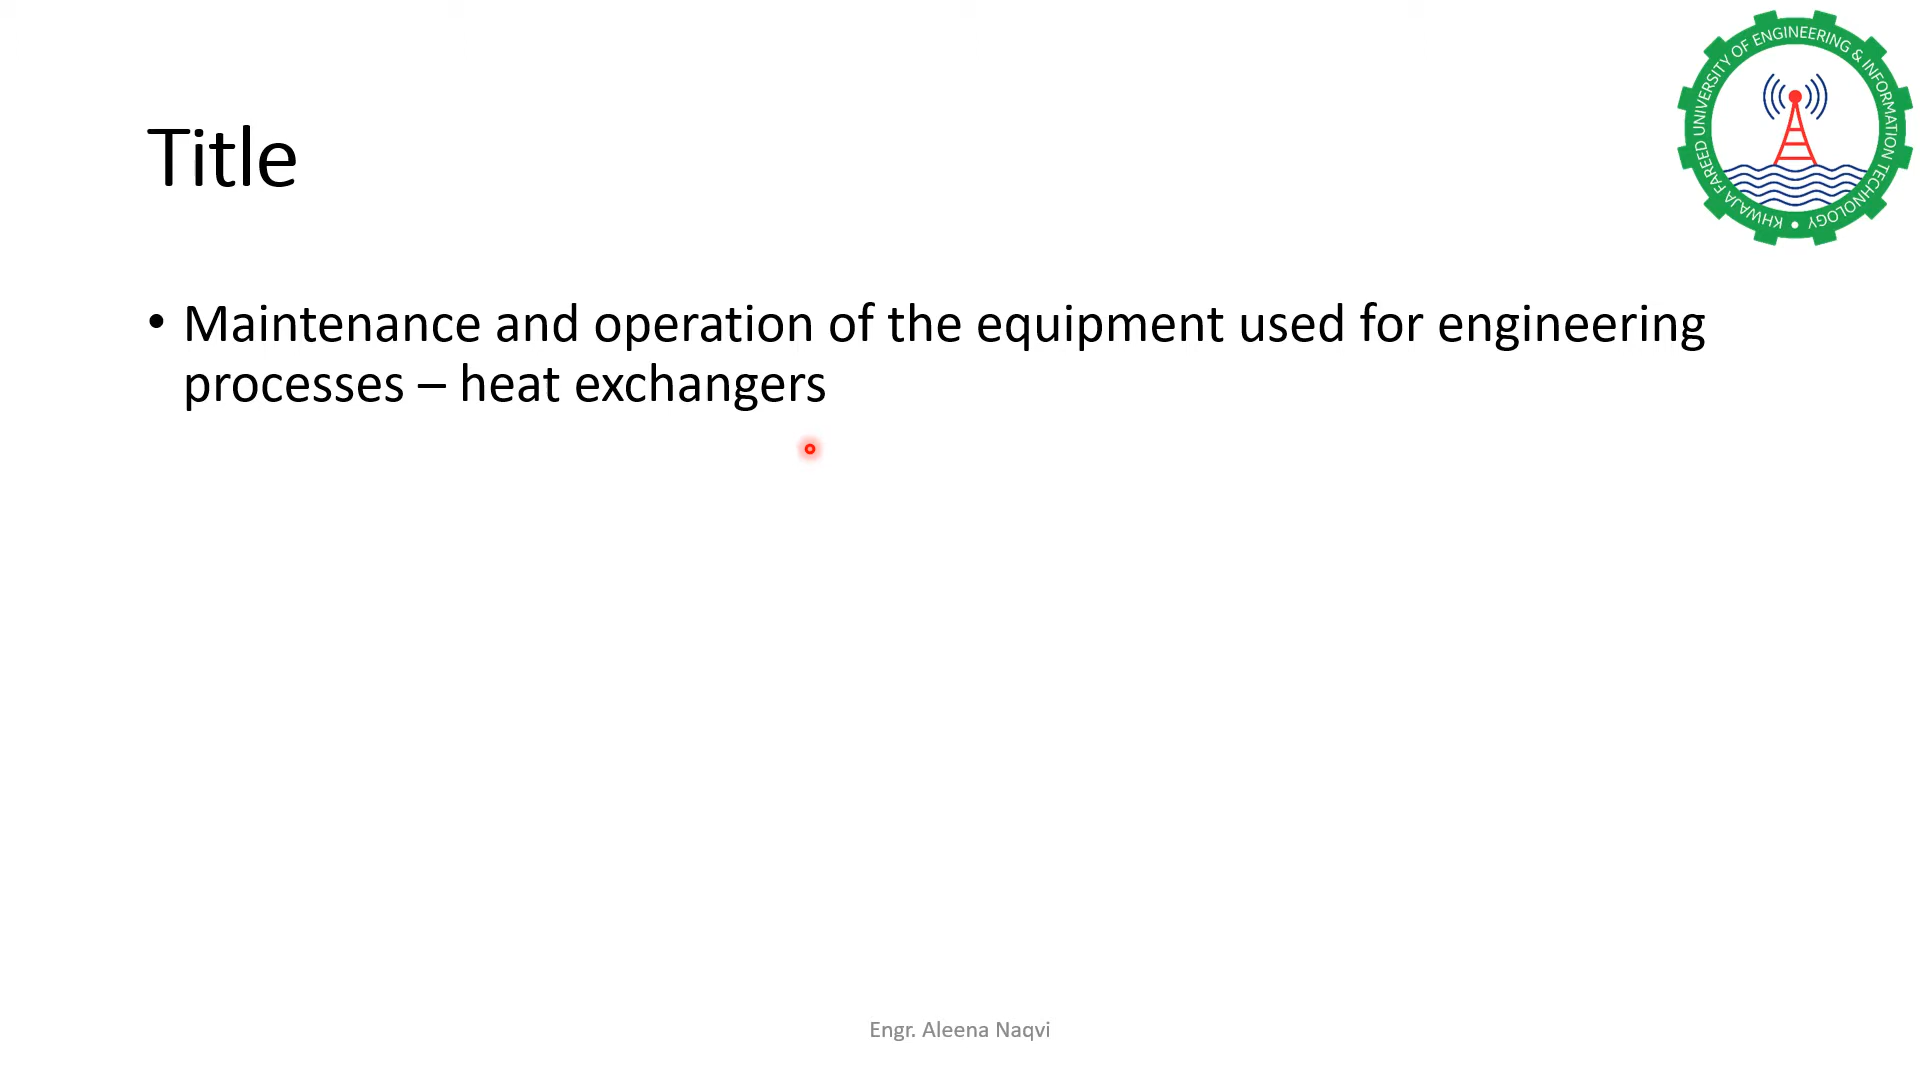 KHWAJA FAREED UNIVERSITY OF ENGINEERING & INFORMATION TECHNOLOGY
Title
• Maintenance and operation of the equipment used for engineering
processes – heat exchangers
Engr. Aleena Naqvi